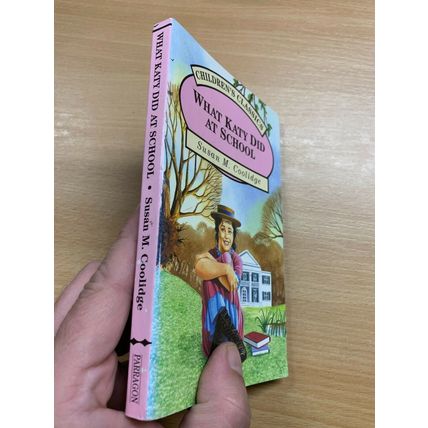 WHAT KATY DID AT SCHOOL • Susan M. Coolidge
PARRAGON
CHILDREN'S CLASSICS
WHAT KATY DID
AT SCHOOL
Susan M. Coolidge